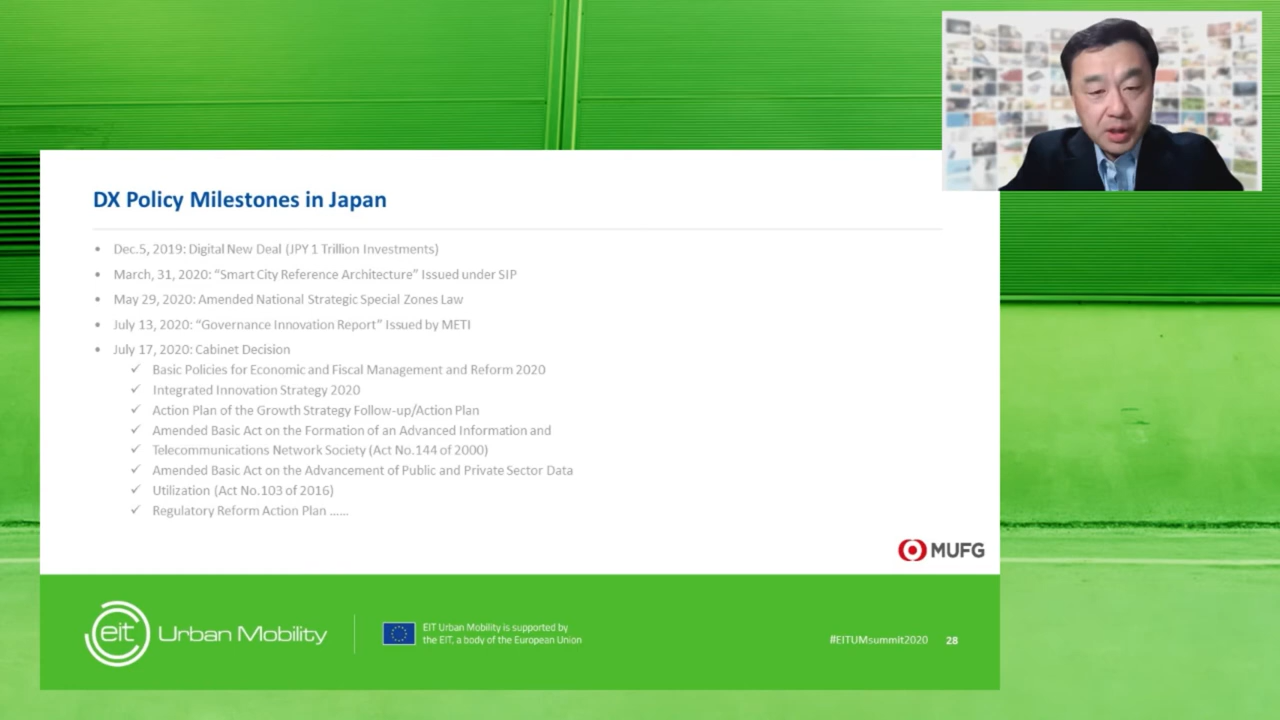 DX Policy Milestones in Japan
• Dec.5, 2019: Digital New Deal (JPY 1 Trillion Investments)
• March, 31, 2020: “Smart City Reference Architecture” Issued under SIP
• May 29, 2020: Amended National Strategic Special Zones Law
• July 13, 2020: “Governance Innovation Report” Issued by METI
• July 17, 2020: Cabinet Decision
✓ Basic Policies for Economic and Fiscal Management and Reform 2020
✓ Integrated Innovation Strategy 2020
✓ Action Plan of the Growth Strategy Follow-up/Action Plan
✓ Amended Basic Act on the Formation of an Advanced Information and
✓ Telecommunications Network Society (Act No.144 of 2000)
✓ Amended Basic Act on the Advancement of Public and Private Sector Data
✓ Utilization (Act No.103 of 2016)
✓ Regulatory Reform Action Plan ......
MUFG
eit Urban Mobility
EIT Urban Mobility is supported by
the EIT, a body of the European Union
#EITUMsummit2020 28